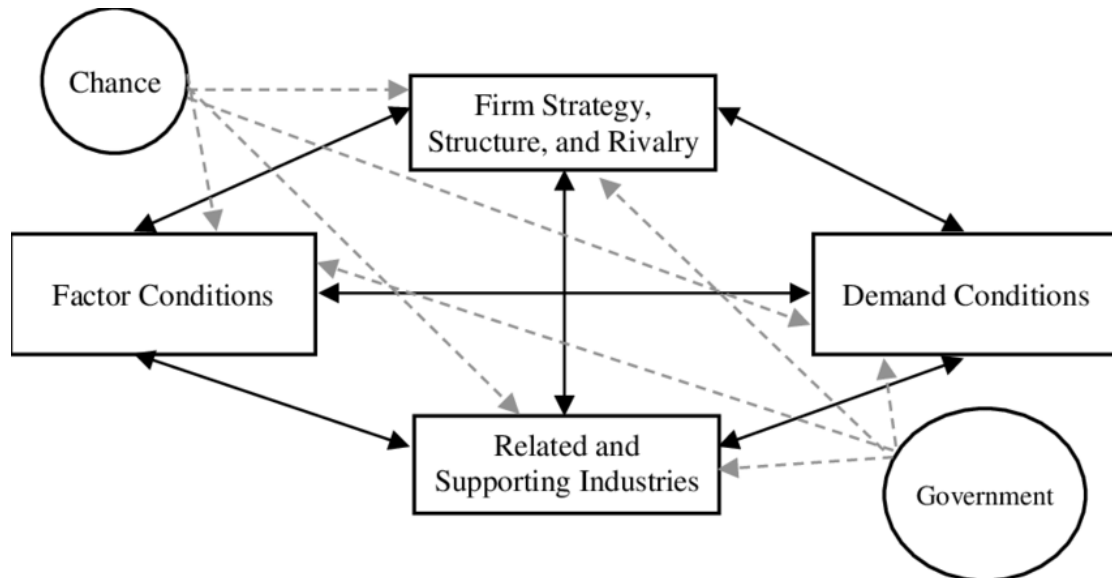 Chance
Firm Strategy,
Structure, and Rivalry
Factor Conditions
Demand Conditions
Related and
Supporting Industries
Government